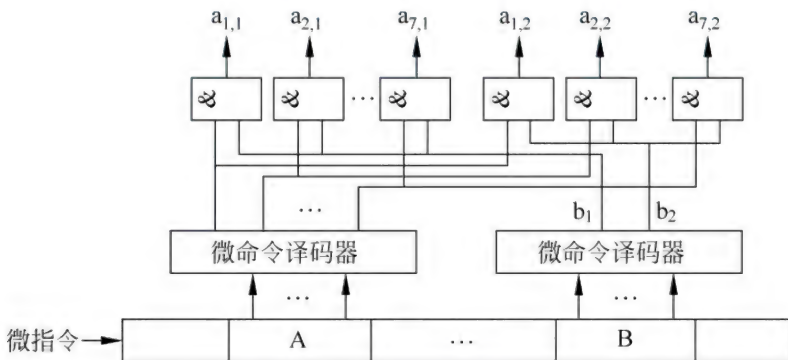 a1,1 a2,1 a7,1 a1,2 a2,2 a7,2
& & … & & & … &
… b1 b2
微命令译码器 微命令译码器
… …
微指令 A … B